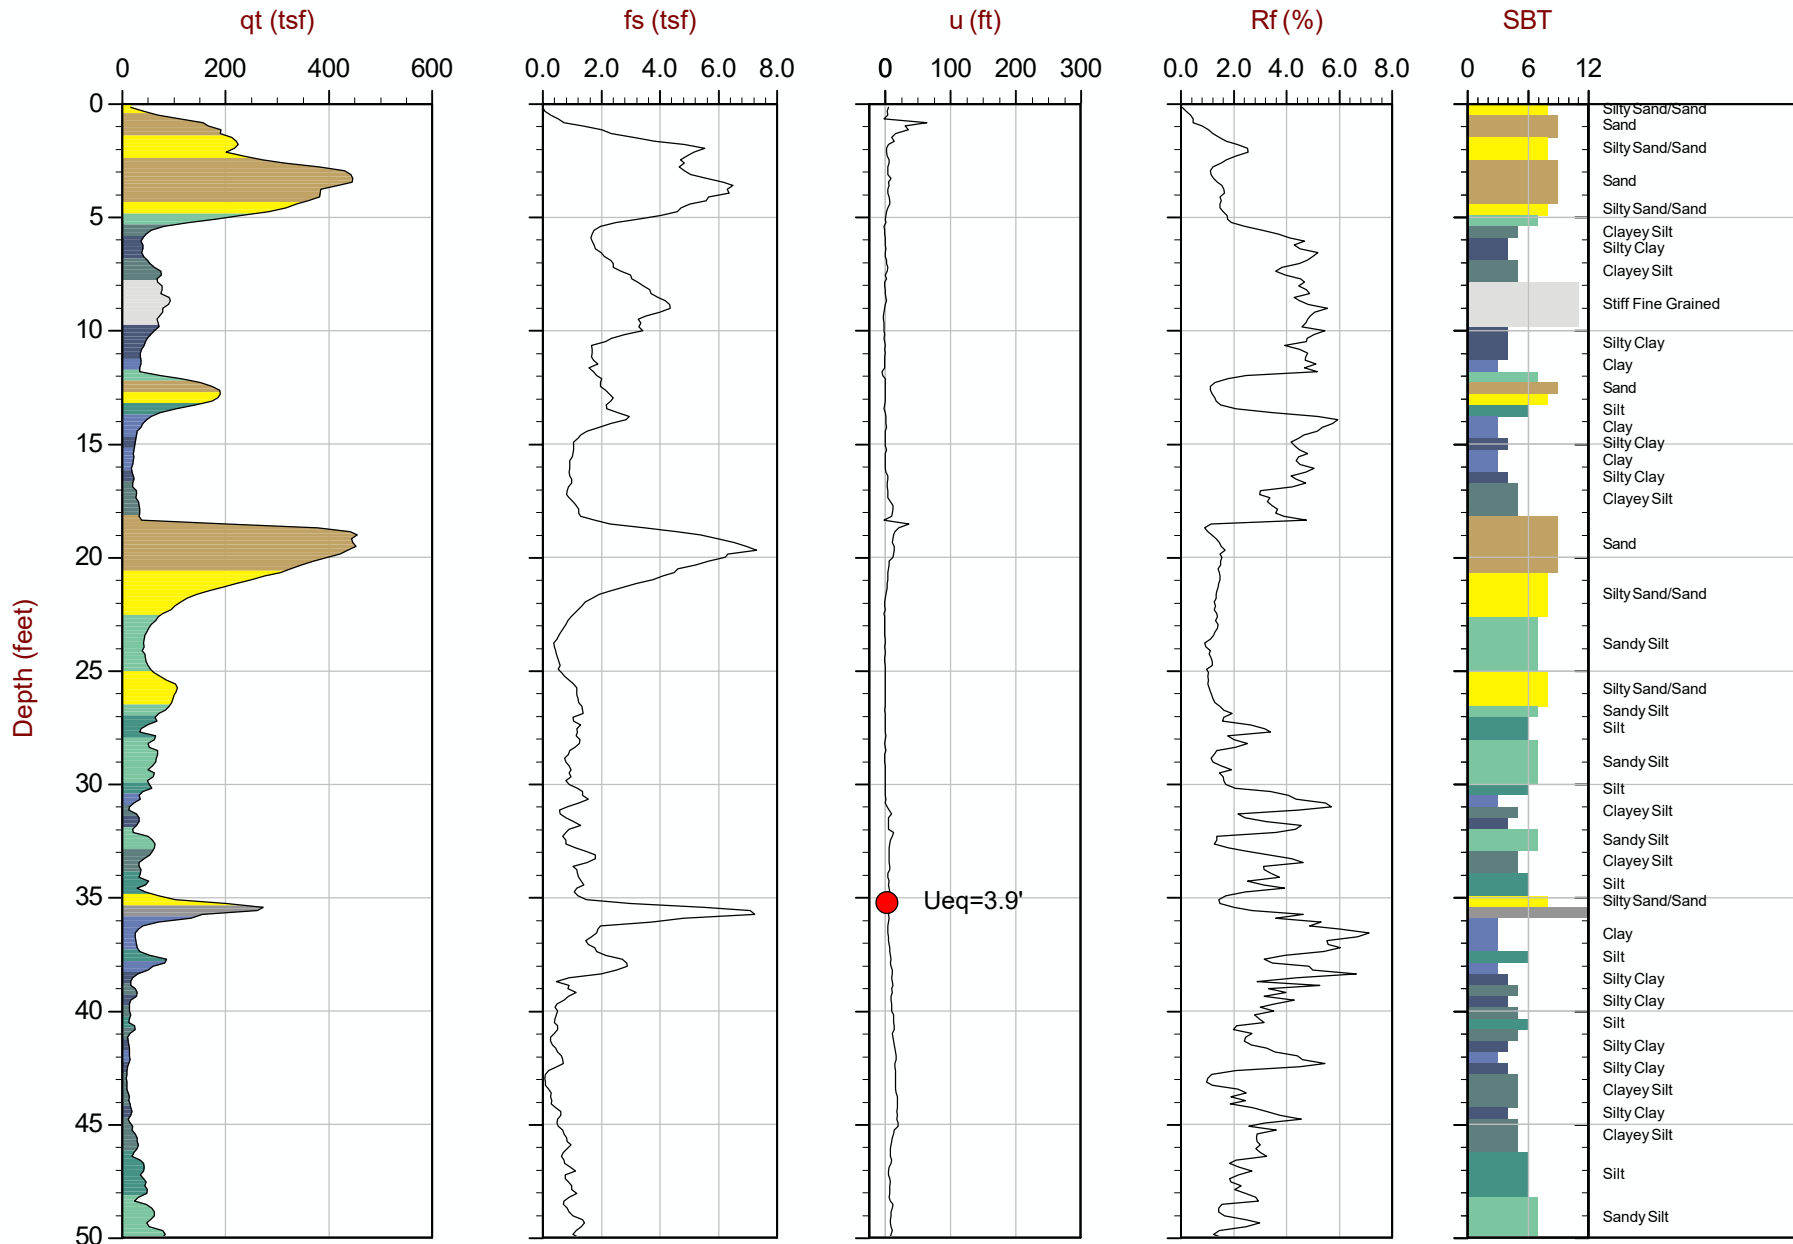 qt (tsf) fs (tsf) u (ft) Rf (%) SBT
0 200 400 600 0.0 2.0 4.0 6.0 8.0 0 100 200 300 0.0 2.0 4.0 6.0 8.0 0 6 12
0
Silty Sand/Sand
Sand
Silty Sand/Sand
Sand
Silty Sand/Sand
5
Clayey Silt
Silty Clay
Clayey Silt
Stiff Fine Grained
10
Silty Clay
Clay
Sand
Silt
Clay
15 Silty Clay
Clay
Silty Clay
Clayey Silt
Sand
20
Silty Sand/Sand
Depth (feet)
Sandy Silt
25
Silty Sand/Sand
Sandy Silt
Silt
Sandy Silt
30 Silt
Clayey Silt
Sandy Silt
Clayey Silt
Silt
35 Ueq=3.9' Silty Sand/Sand
Clay
Silt
Silty Clay
Silty Clay
40
Silt
Silty Clay
Silty Clay
Clayey Silt
Silty Clay
45
Clayey Silt
Silt
Sandy Silt
50